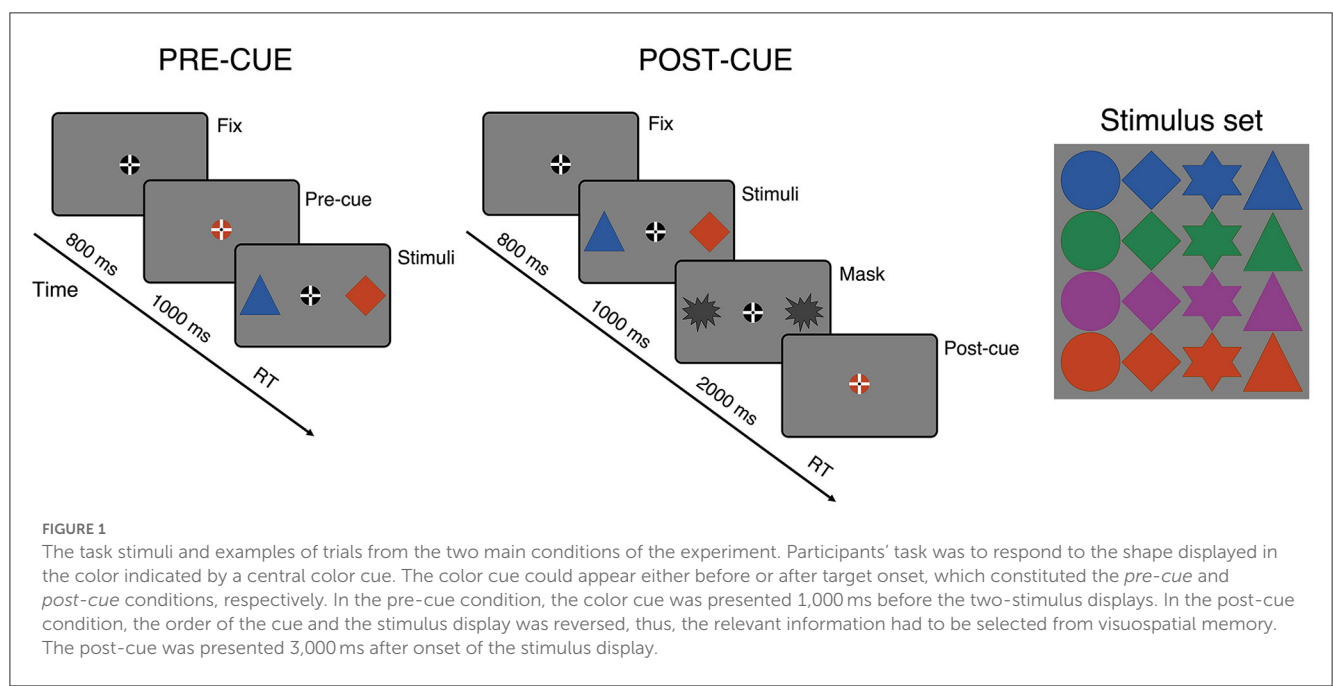 PRE-CUE
Fix
Pre-cue
Stimuli
Time
800 ms
1000 ms
RT
POST-CUE
Fix
Stimuli
Mask
Post-cue
800 ms
1000 ms
2000 ms
RT
Stimulus set
FIGURE 1
The task stimuli and examples of trials from the two main conditions of the experiment. Participants’ task was to respond to the shape displayed in
the color indicated by a central color cue. The color cue could appear either before or after target onset, which constituted the pre-cue and
post-cue conditions, respectively. In the pre-cue condition, the color cue was presented 1,000 ms before the two-stimulus displays. In the post-cue
condition, the order of the cue and the stimulus display was reversed, thus, the relevant information had to be selected from visuospatial memory.
The post-cue was presented 3,000 ms after onset of the stimulus display.